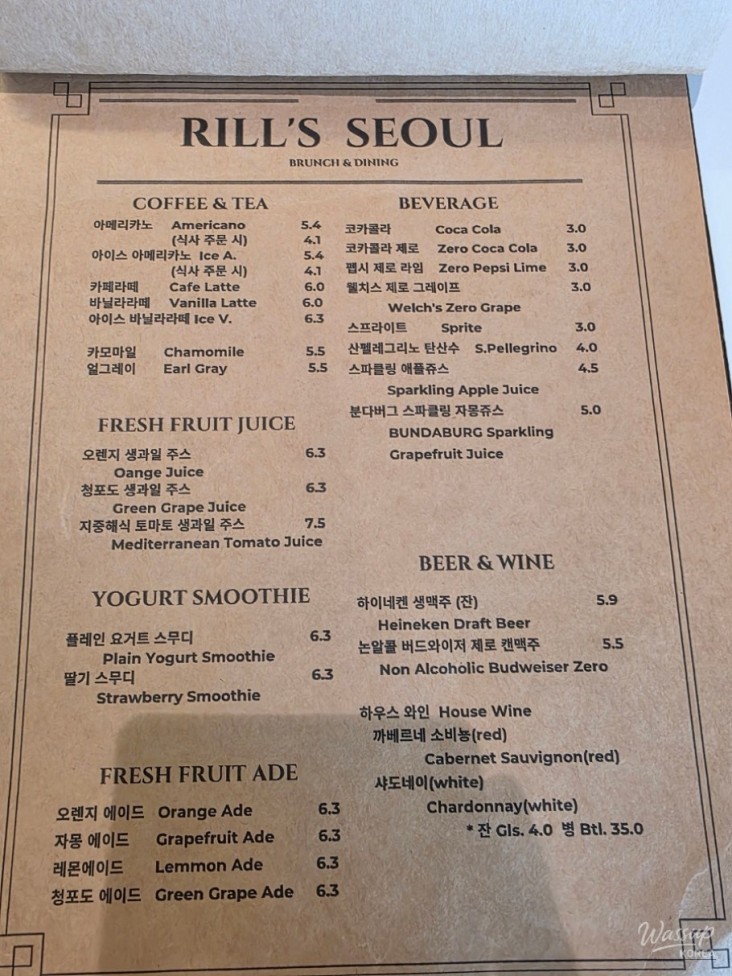 RILL'S SEOUL
BRUNCH & DINING
COFFEE & TEA
아메리카노 Americano 5.4
(식사 주문 시) 4.1
아이스 아메리카노 Ice A. 5.4
(식사 주문 시) 4.1
카페라떼 Cafe Latte 6.0
바닐라라떼 Vanilla Latte 6.0
아이스 바닐라라떼 Ice V. 6.3
카모마일 Chamomile 5.5
얼그레이 Earl Gray 5.5
FRESH FRUIT JUICE
오렌지 생과일 주스 6.3
Oange Juice
청포도 생과일 주스 6.3
Green Grape Juice
지중해식 토마토 생과일 주스 7.5
Mediterranean Tomato Juice
YOGURT SMOOTHIE
플레인 요거트 스무디 6.3
Plain Yogurt Smoothie
딸기 스무디 6.3
Strawberry Smoothie
FRESH FRUIT ADE
오렌지 에이드 Orange Ade 6.3
자몽 에이드 Grapefruit Ade 6.3
레몬에이드 Lemmon Ade 6.3
청포도 에이드 Green Grape Ade 6.3
BEVERAGE
코카콜라 Coca Cola 3.0
코카콜라 제로 Zero Coca Cola 3.0
펩시 제로 라임 Zero Pepsi Lime 3.0
웰치스 제로 그레이프 3.0
Welch's Zero Grape
스프라이트 Sprite 3.0
산펠레그리노 탄산수 S.Pellegrino 4.0
스파클링 애플쥬스 4.5
Sparkling Apple Juice
분다버그 스파클링 자몽쥬스 5.0
BUNDABURG Sparkling
Grapefruit Juice
BEER & WINE
하이네켄 생맥주 (잔) 5.9
Heineken Draft Beer
논알콜 버드와이저 제로 캔맥주 5.5
Non Alcoholic Budweiser Zero
하우스 와인 House Wine
까베르네 소비뇽(red)
Cabernet Sauvignon(red)
샤도네이(white)
Chardonnay(white)
* 잔 Gls. 4.0 병 Btl. 35.0
Wassup
KOREA